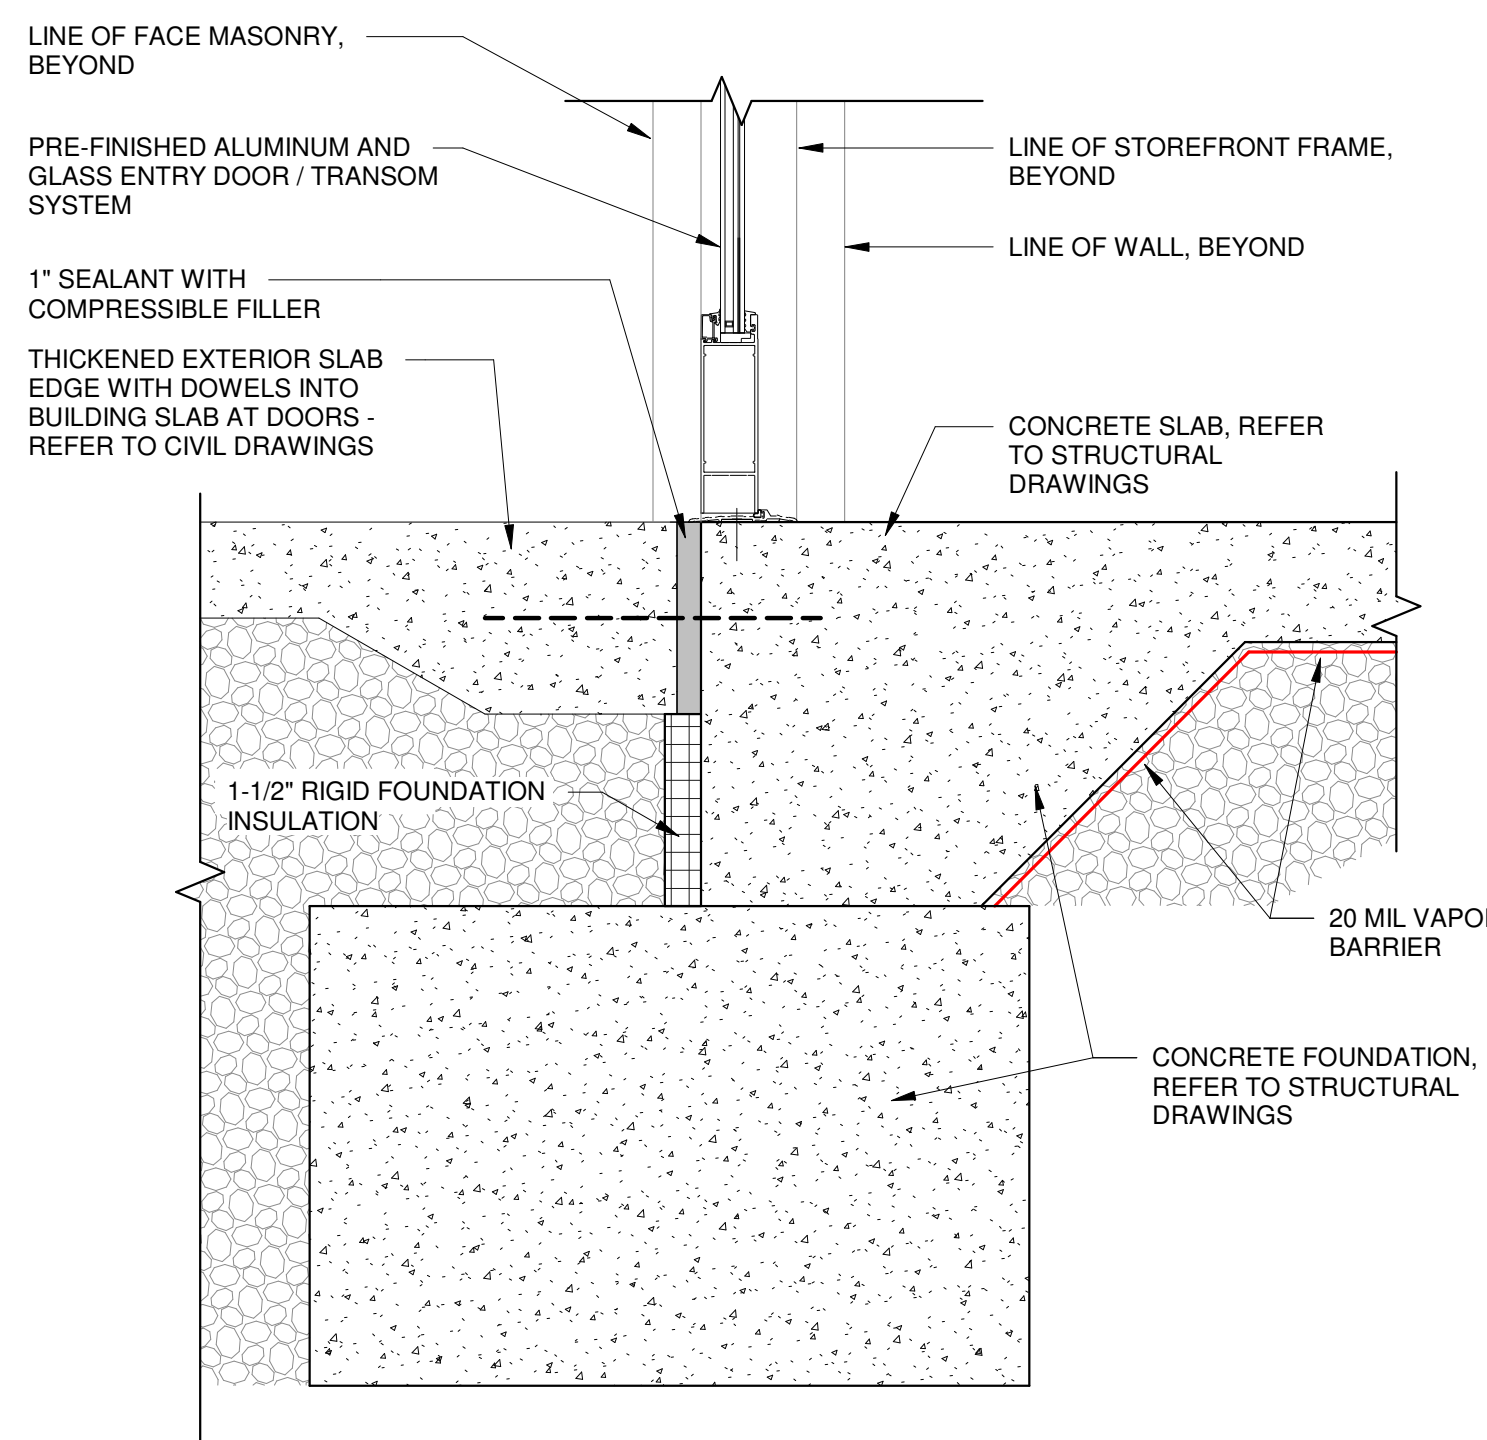 LINE OF FACE MASONRY,
BEYOND
PRE-FINISHED ALUMINUM AND
GLASS ENTRY DOOR / TRANSOM
SYSTEM
1" SEALANT WITH
COMPRESSIBLE FILLER
THICKENED EXTERIOR SLAB
EDGE WITH DOWELS INTO
BUILDING SLAB AT DOORS -
REFER TO CIVIL DRAWINGS
LINE OF STOREFRONT FRAME,
BEYOND
LINE OF WALL, BEYOND
CONCRETE SLAB, REFER
TO STRUCTURAL
DRAWINGS
1-1/2" RIGID FOUNDATION
INSULATION
20 MIL
BARRIER
CONCRETE FOUNDATION,
REFER TO STRUCTURAL
DRAWINGS